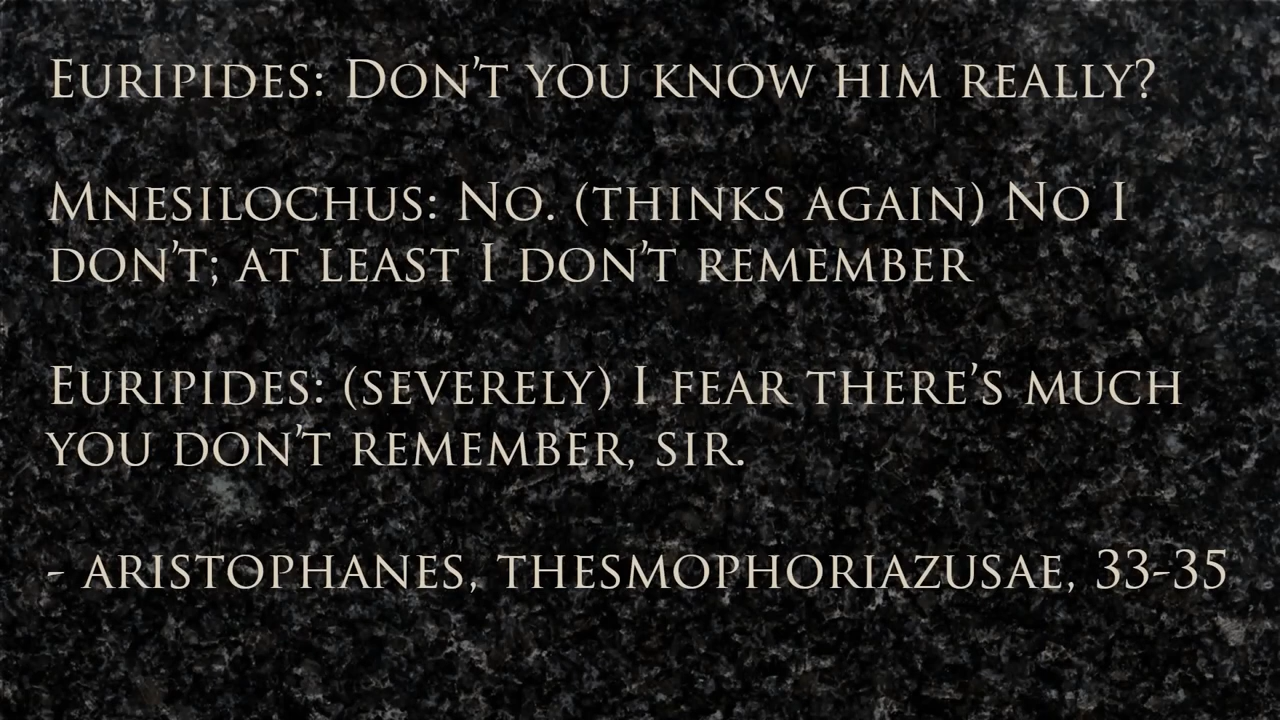 Euripides: Don't you know him really?
Mnesilochus: No. (thinks again) No I
don't; at least I don't remember
Euripides: (severely) I fear there's much
you don't remember, sir.
- aristophanes, thesmophoriazusae, 33-35